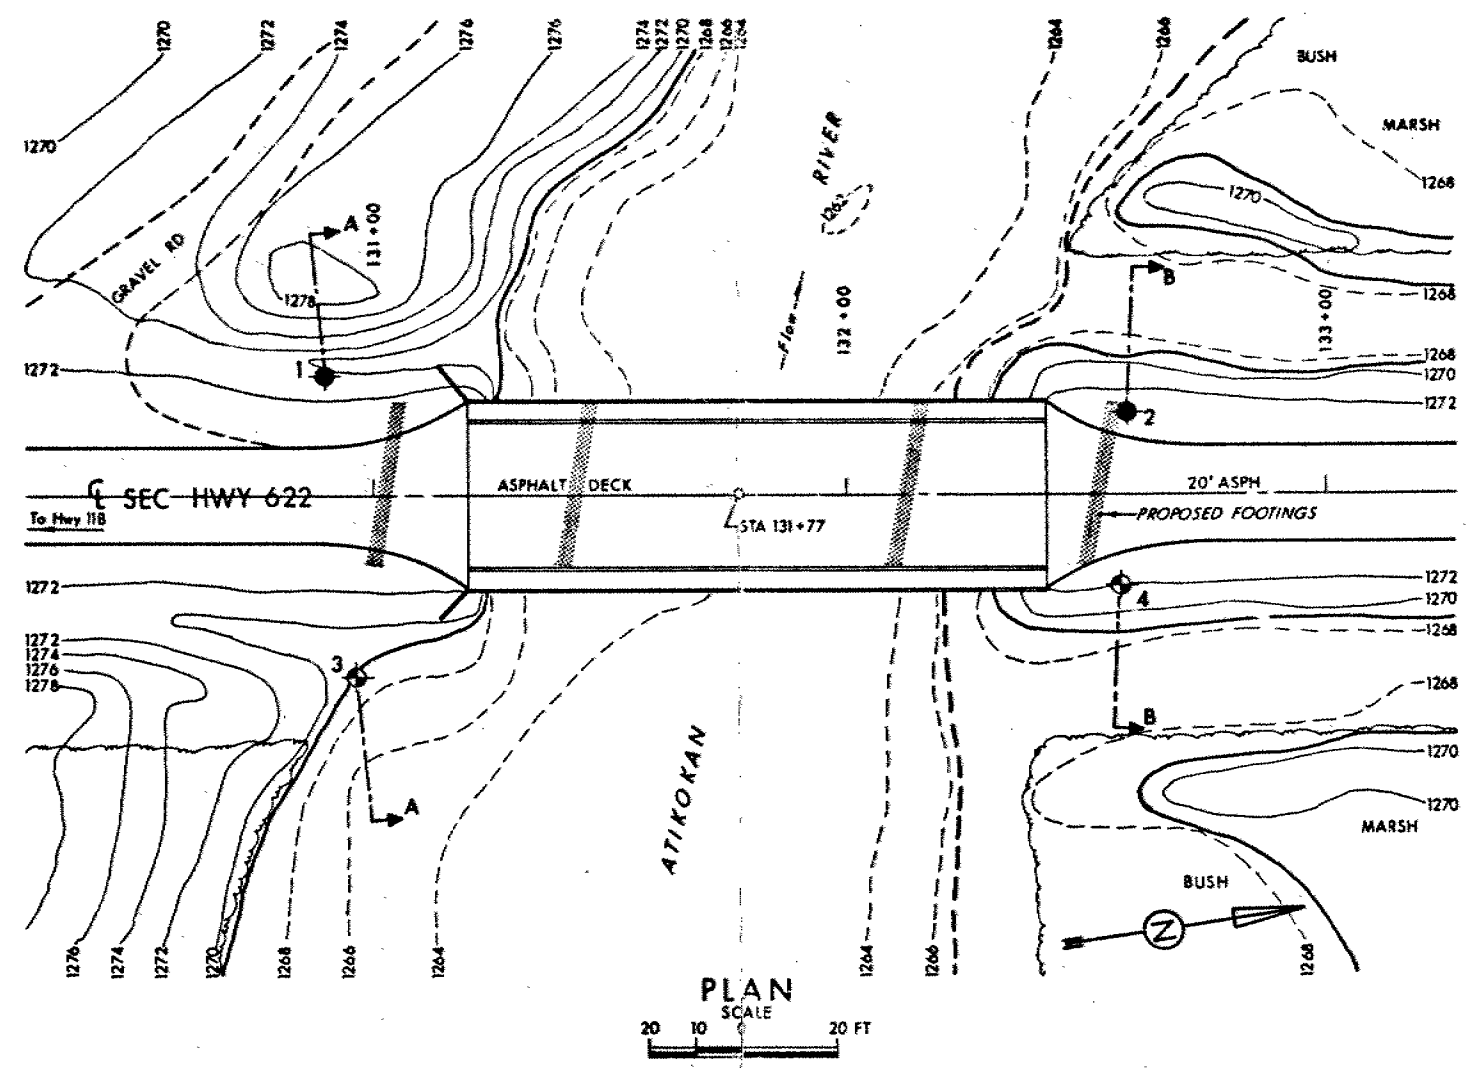 1270
1272
1274
1276
1276
1274
1272
1270
1268
1266
1264
1264
1266
BUSH
MARSH
1270
1268
RIVER
1262
1270
A
131+00
GRAVEL RD
1278
B
1268
Flow
132+00
133+00
1268
1272
1
1270
1272
2
ASPHALT DECK
20' ASPH
℄ SEC HWY 622
To Hwy 11B
PROPOSED FOOTINGS
STA 131+77
1272
1272
4
1270
1268
1272
1274
3
1276
1278
1268
B
ATIKOKAN
1270
A
1270
MARSH
BUSH
N
1276
1274
1272
1270
1268
1266
1264
1264
1266
1268
PLAN
SCALE
20 10 0 20 FT